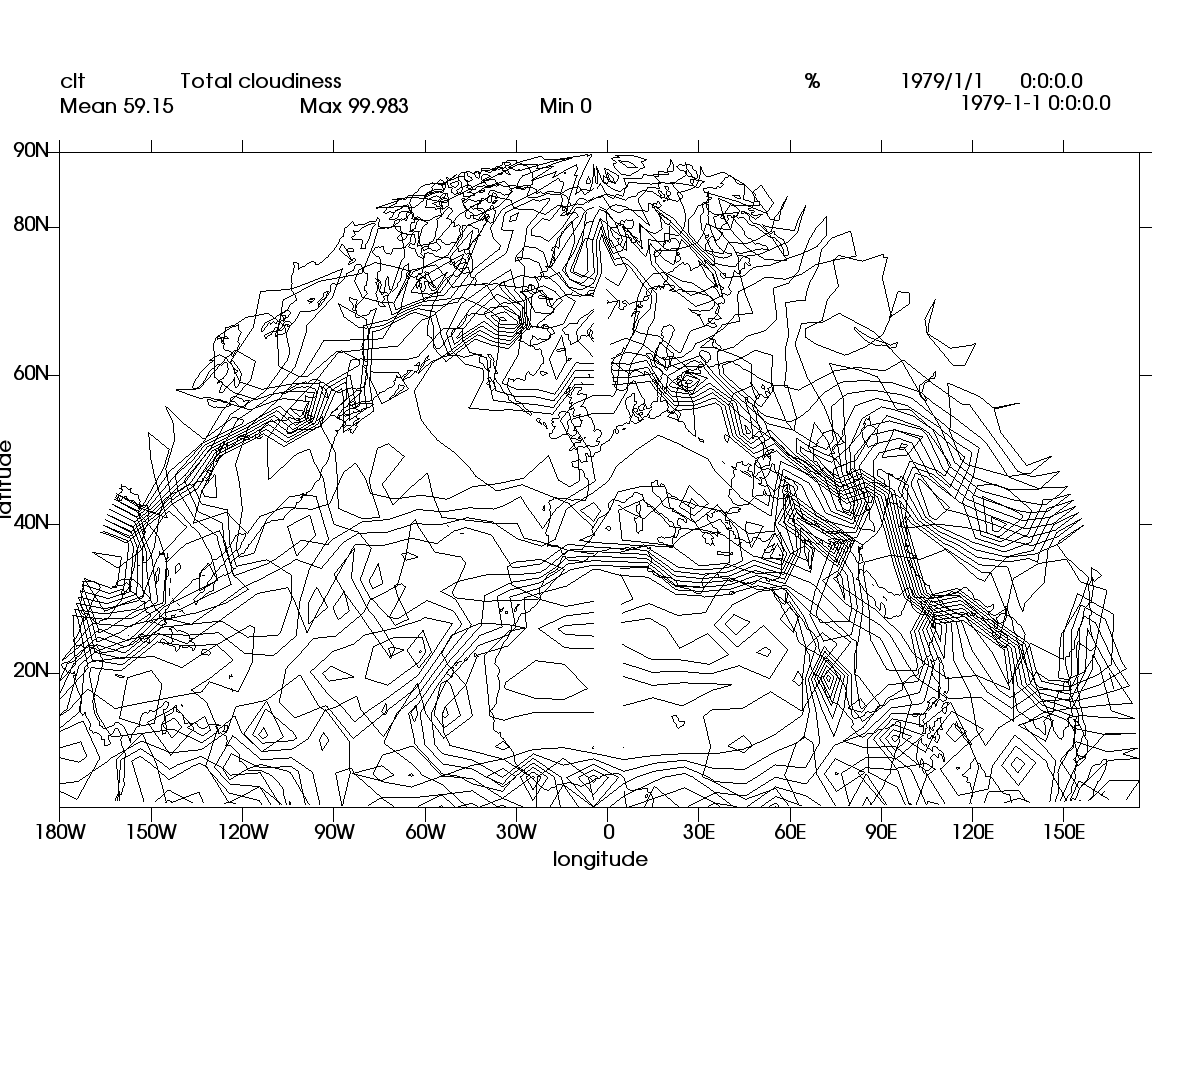 clt Total cloudiness % 1979/1/1 0:0:0.0
Mean 59.15 Max 99.983 Min 0 1979-1-1 0:0:0.0
90N
80N
60N
40N
20N
latitude
180W 150W 120W 90W 60W 30W 0 30E 60E 90E 120E 150E
longitude